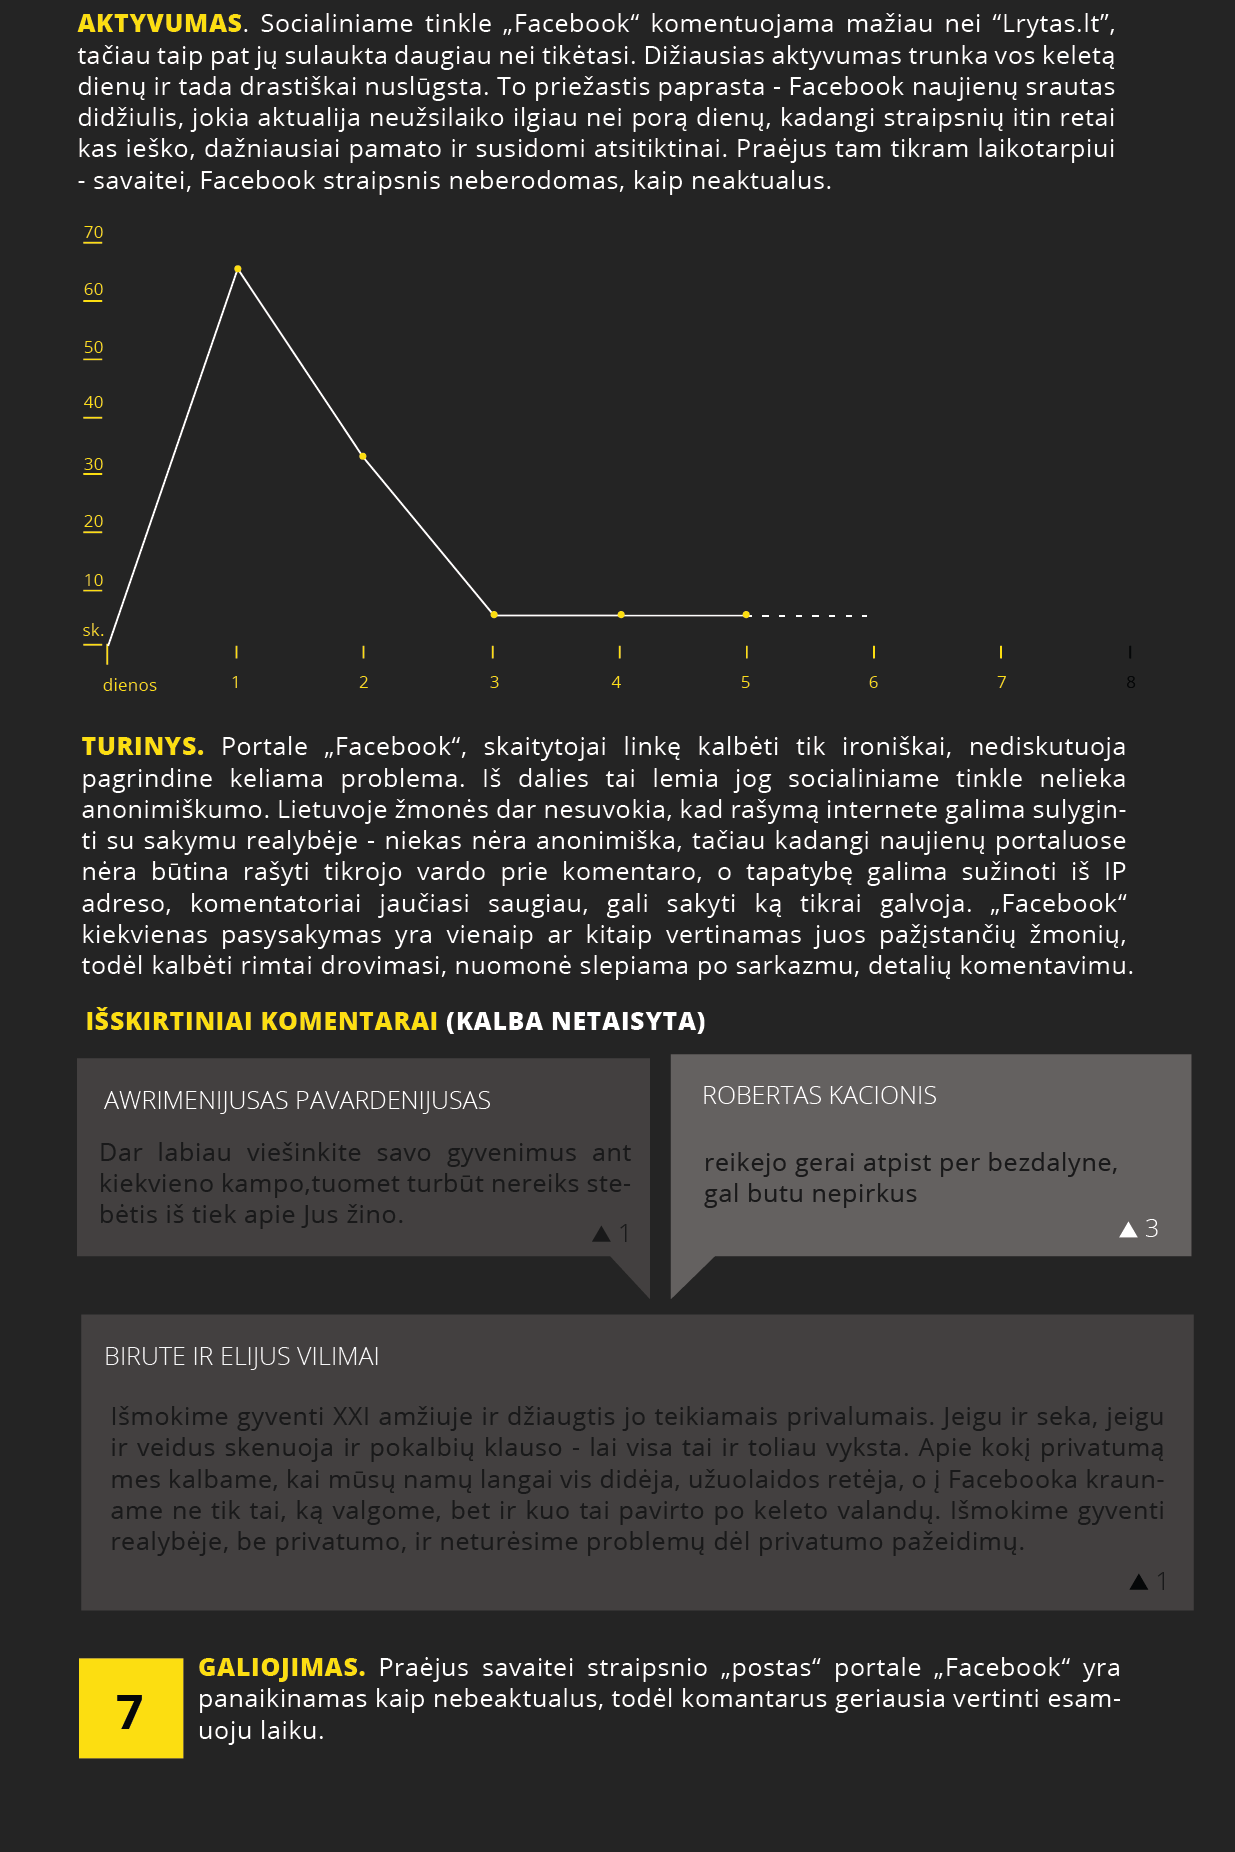 AKTYVUMAS. Socialiniame tinkle „Facebook“ komentuojama mažiau nei “Lrytas.lt”,
tačiau taip pat jų sulaukta daugiau nei tikėtasi. Dižiausias aktyvumas trunka vos keletą
dienų ir tada drastiškai nuslūgsta. To priežastis paprasta - Facebook naujienų srautas
didžiulis, jokia aktualija neužsilaiko ilgiau nei porą dienų, kadangi straipsnių itin retai
kas ieško, dažniausiai pamato ir susidomi atsitiktinai. Praėjus tam tikram laikotarpiui
- savaitei, Facebook straipsnis neberodomas, kaip neaktualus.
70
60
50
40
30
20
10
sk.
dienos 1 2 3 4 5 6 7 8
TURINYS. Portale „Facebook“, skaitytojai linkę kalbėti tik ironiškai, nediskutuoja
pagrindine keliama problema. Iš dalies tai lemia jog socialiniame tinkle nelieka
anonimiškumo. Lietuvoje žmonės dar nesuvokia, kad rašymą internete galima sulygin-
ti su sakymu realybėje - niekas nėra anonimiška, tačiau kadangi naujienų portaluose
nėra būtina rašyti tikrojo vardo prie komentaro, o tapatybę galima sužinoti iš IP
adreso, komentatoriai jaučiasi saugiau, gali sakyti ką tikrai galvoja. „Facebook“
kiekvienas pasysakymas yra vienaip ar kitaip vertinamas juos pažįstančių žmonių,
todėl kalbėti rimtai drovimasi, nuomonė slepiama po sarkazmu, detalių komentavimu.
IŠSKIRTINIAI KOMENTARAI (KALBA NETAISYTA)
AWRIMENIJUSAS PAVARDENIJUSAS
Dar labiau viešinkite savo gyvenimus ant
kiekvieno kampo,tuomet turbūt nereiks ste-
bėtis iš tiek apie Jus žino.
▲ 1
ROBERTAS KACIONIS
reikejo gerai atpist per bezdalyne,
gal butu nepirkus
▲ 3
BIRUTE IR ELIJUS VILIMAI
Išmokime gyventi XXI amžiuje ir džiaugtis jo teikiamais privalumais. Jeigu ir seka, jeigu
ir veidus skenuoja ir pokalbių klauso - lai visa tai ir toliau vyksta. Apie kokį privatumą
mes kalbame, kai mūsų namų langai vis didėja, užuolaidos retėja, o į Facebooka kraun-
ame ne tik tai, ką valgome, bet ir kuo tai pavirto po keleto valandų. Išmokime gyventi
realybėje, be privatumo, ir neturėsime problemų dėl privatumo pažeidimų.
▲ 1
7
GALIOJIMAS. Praėjus savaitei straipsnio „postas“ portale „Facebook“ yra
panaikinamas kaip nebeaktualus, todėl komantarus geriausia vertinti esam-
uoju laiku.